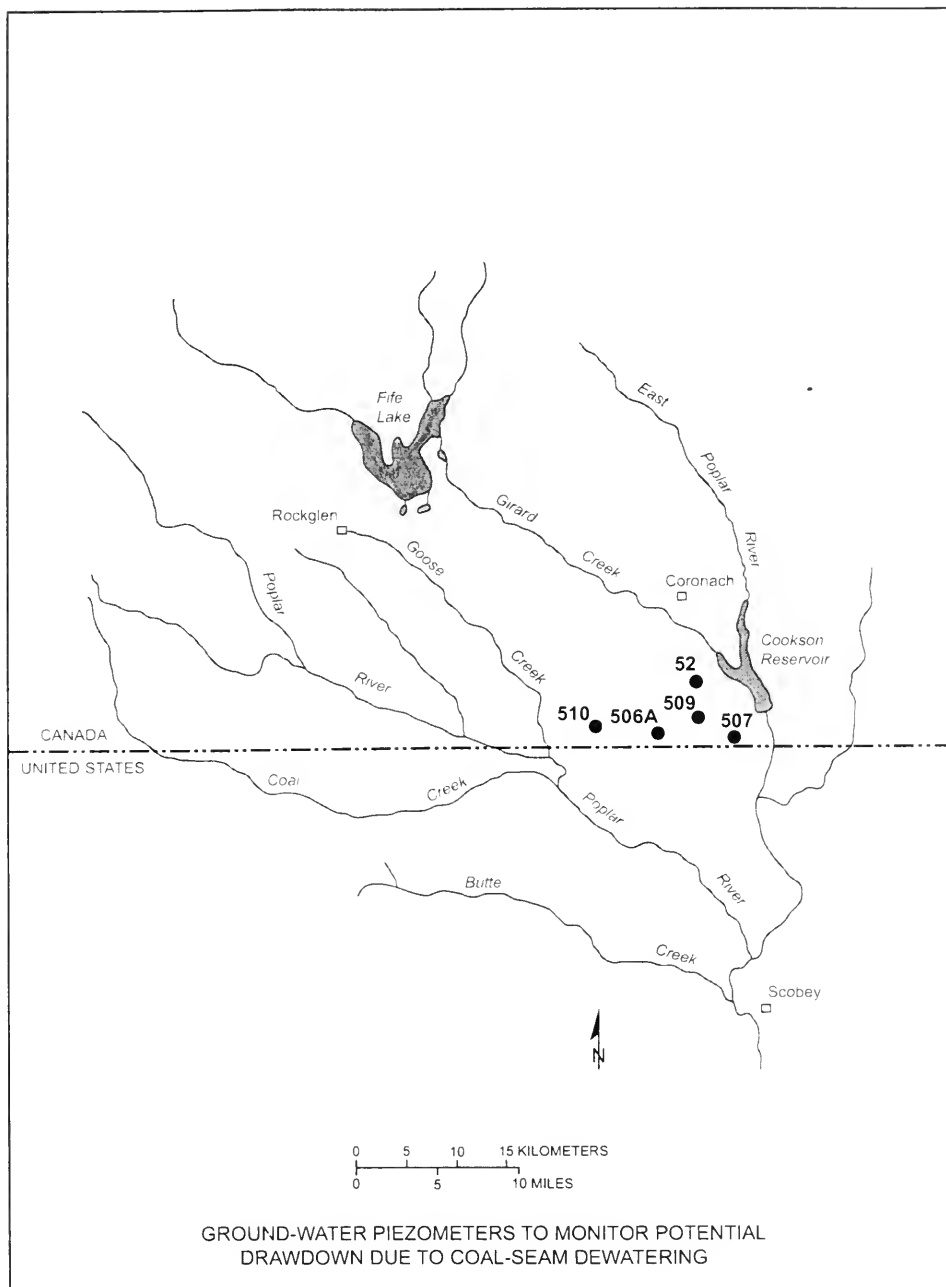 Fife
Lake
East
Poplar
River
Rockglen
Girard
Creek
Goose
Creek
Coronach
Poplar
River
Cookson
Reservoir
52
509
510
506A
507
CANADA
UNITED STATES
Coal
Creek
Poplar
River
Butte
Creek
Scobey
N
0 5 10 15 KILOMETERS
0 5 10 MILES
GROUND-WATER PIEZOMETERS TO MONITOR POTENTIAL
DRAWDOWN DUE TO COAL-SEAM DEWATERING